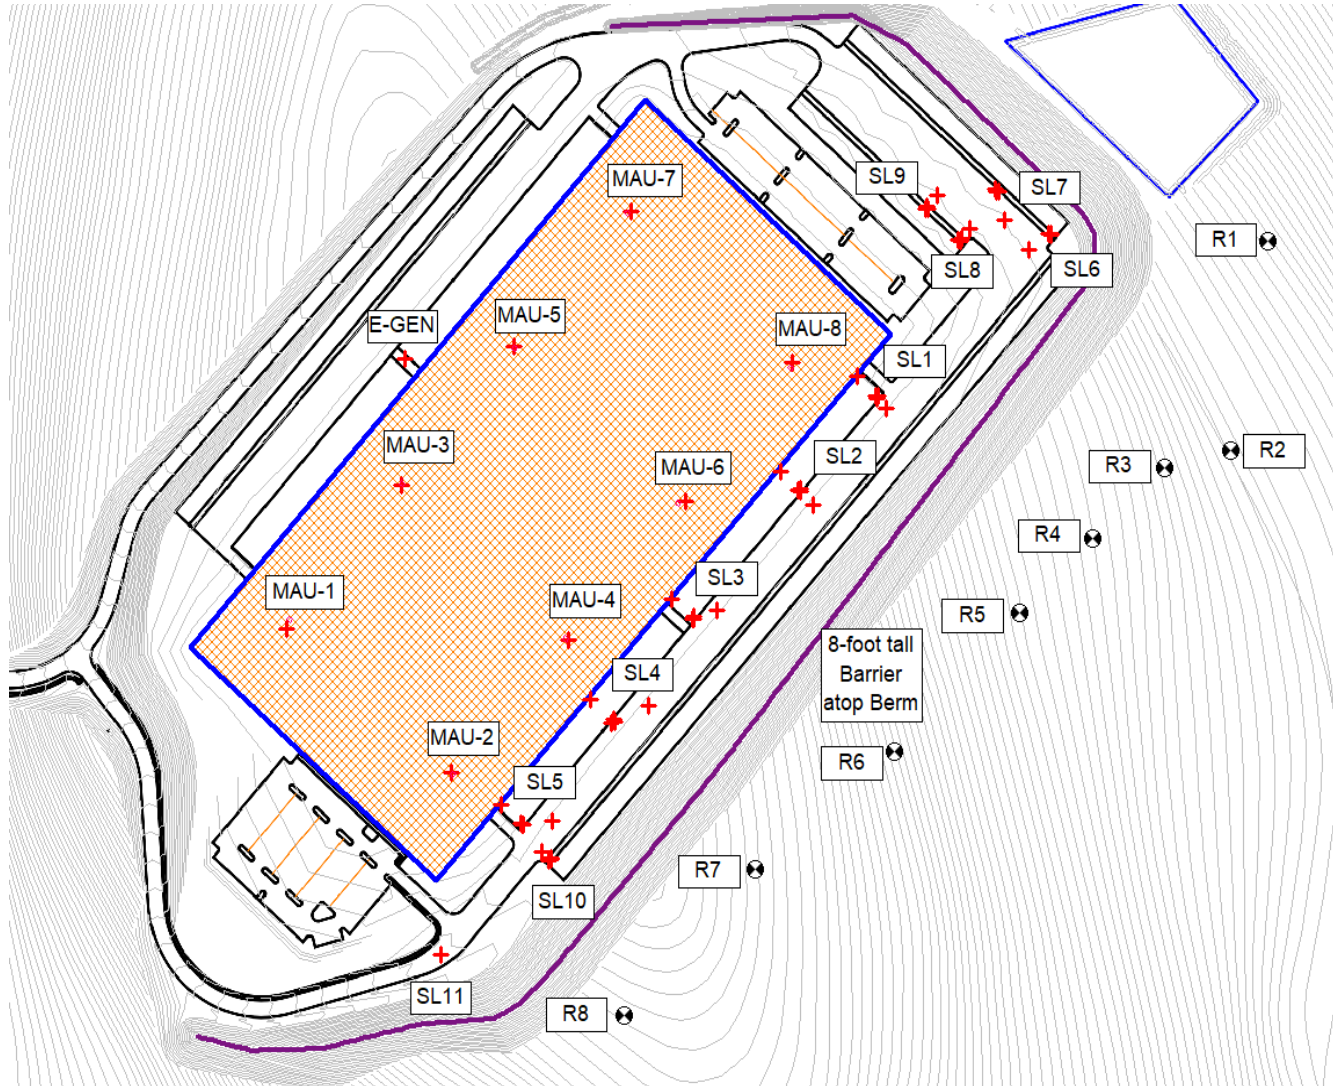 MAU-7
SL9
SL7
R1
SL8
SL6
E-GEN
MAU-5
MAU-8
SL1
MAU-3
MAU-6
SL2
R3
R2
R4
MAU-1
MAU-4
SL3
R5
8-foot tall
Barrier
atop Berm
SL4
MAU-2
R6
SL5
R7
SL10
SL11
R8